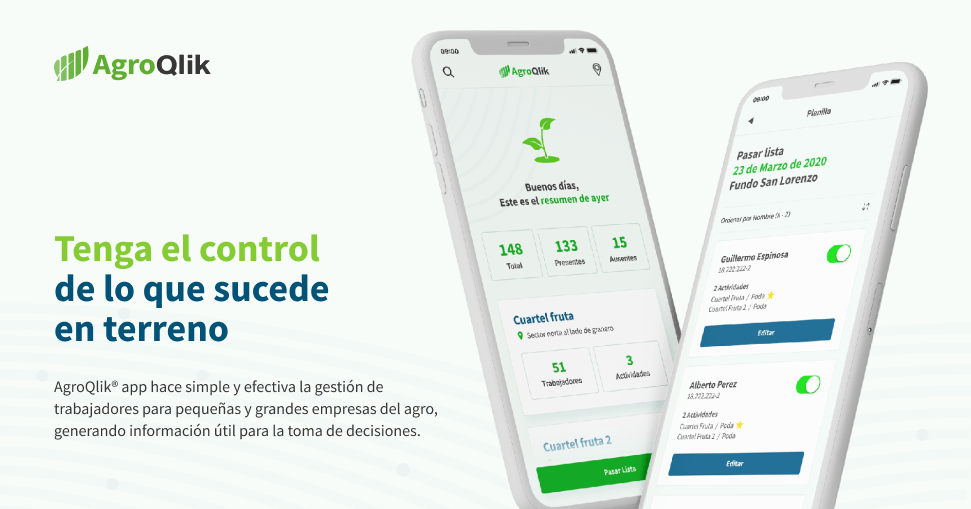 AgroQlik
Tenga el control
de lo que sucede
en terreno
AgroQlik® app hace simple y efectiva la gestión de
trabajadores para pequeñas y grandes empresas del agro,
generando información útil para la toma de decisiones.
09:00
AgroQlik
Buenos días,
Este es el resumen de ayer
148 133 15
Total Presentes Ausentes
Cuartel fruta
Sector norte al lado de granero
51 3
Trabajadores Actividades
Cuartel fruta 2
Pasar Lista
09:00
Planilla
Pasar lista
23 de Marzo de 2020
Fundo San Lorenzo
Ordenar por Nombre (A - Z)
Guillermo Espinosa
18.222.222-2
2 Actividades
Cuartel Fruta / Poda
Cuartel Fruta 2 / Poda
Editar
Alberto Perez
18.222.222-2
2 Actividades
Cuartel Fruta / Poda
Cuartel Fruta 2 / Poda
Editar